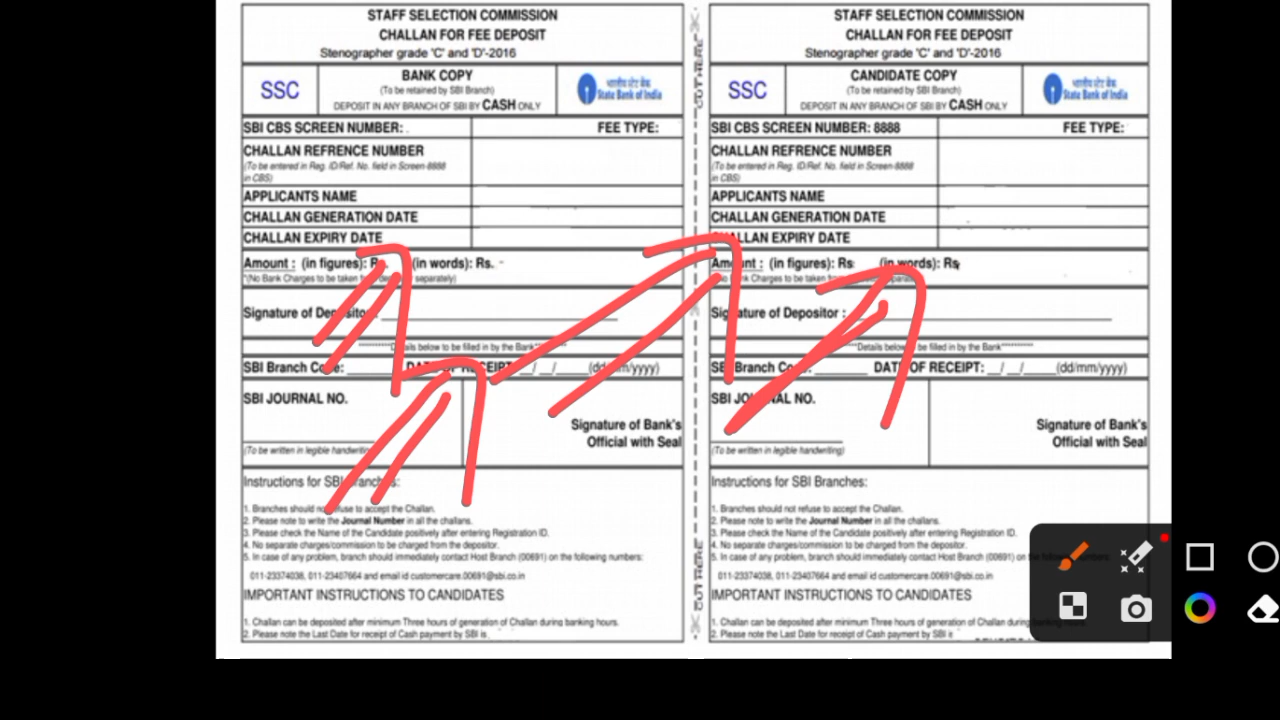 STAFF SELECTION COMMISSION
CHALLAN FOR FEE DEPOSIT
Stenographer grade 'C' and 'D'-2016
SSC
BANK COPY
(To be retained by SBI Branch)
DEPOSIT IN ANY BRANCH OF SBI BY CASH ONLY
भारतीय स्टेट बैंक
State Bank of India
SBI CBS SCREEN NUMBER:
FEE TYPE:
CHALLAN REFRENCE NUMBER
(To be entered in Reg. ID/Ref. No. field in Screen-8888
in CBS)
APPLICANTS NAME
CHALLAN GENERATION DATE
CHALLAN EXPIRY DATE
Amount : (in figures): Rs. (in words): Rs.
*(No Bank Charges to be taken separately)
Signature of Depositor:
Details below to be filled in by the Bank
SBI Branch Code: DATE OF RECEIPT: __/__/____(dd/mm/yyyy)
SBI JOURNAL NO.
(To be written in legible handwriting)
Signature of Bank's
Official with Seal
Instructions for SBI Branches:
1. Branches should not refuse to accept the Challan.
2. Please note to write the Journal Number in all the challans.
3. Please check the Name of the Candidate positively after entering Registration ID.
4. No separate charges/commission to be charged from the depositor.
5. In case of any problem, branch should immediately contact Host Branch (00691) on the following numbers:
011-23374038, 011-23407664 and email id customercare.00691@sbi.co.in
IMPORTANT INSTRUCTIONS TO CANDIDATES
1. Challan can be deposited after minimum Three hours of generation of Challan during banking hours.
2. Please note the Last Date for receipt of Cash payment by SBI is
CUT HERE
CUT HERE
STAFF SELECTION COMMISSION
CHALLAN FOR FEE DEPOSIT
Stenographer grade 'C' and 'D'-2016
SSC
CANDIDATE COPY
(To be retained by SBI Branch)
DEPOSIT IN ANY BRANCH OF SBI BY CASH ONLY
भारतीय स्टेट बैंक
State Bank of India
SBI CBS SCREEN NUMBER: 8888
FEE TYPE:
CHALLAN REFRENCE NUMBER
(To be entered in Reg. ID/Ref. No. field in Screen-8888
in CBS)
APPLICANTS NAME
CHALLAN GENERATION DATE
CHALLAN EXPIRY DATE
Amount : (in figures): Rs (in words): Rs
(No Bank Charges to be taken
Signature of Depositor :
Details below to be filled in by the Bank
SBI Branch Code: DATE OF RECEIPT: __/__/____(dd/mm/yyyy)
SBI JOURNAL NO.
(To be written in legible handwriting)
Signature of Bank's
Official with Seal
Instructions for SBI Branches:
1. Branches should not refuse to accept the Challan.
2. Please note to write the Journal Number in all the challans.
3. Please check the Name of the Candidate positively after entering Registration ID.
4. No separate charges/commission to be charged from the depositor.
5. In case of any problem, branch should immediately contact Host Branch (00691) on
011-23374038, 011-23407664 and email id customercare.00691@sbi.co.in
IMPORTANT INSTRUCTIONS TO CANDIDATES
1. Challan can be deposited after minimum Three hours of generation of Challan
2. Please note the Last Date for receipt of Cash payment by SBI is